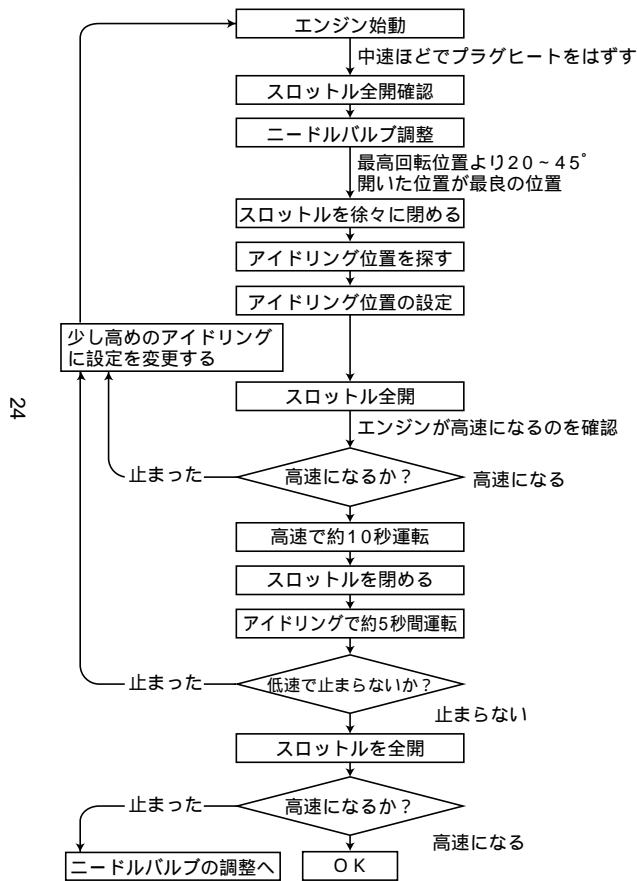 エンジン始動
中速ほどでプラグヒートをはずす
スロットル全開確認
ニードルバルブ調整
最高回転位置より20~45°
開いた位置が最良の位置
スロットルを徐々に閉める
アイドリング位置を探す
アイドリング位置の設定
少し高めのアイドリング
に設定を変更する
スロットル全開
エンジンが高速になるのを確認
止まった
高速になるか?
高速になる
高速で約10秒運転
スロットルを閉める
アイドリングで約5秒間運転
止まった
低速で止まらないか?
止まらない
スロットルを全開
止まった
高速になるか?
高速になる
ニードルバルブの調整へ
OK
24